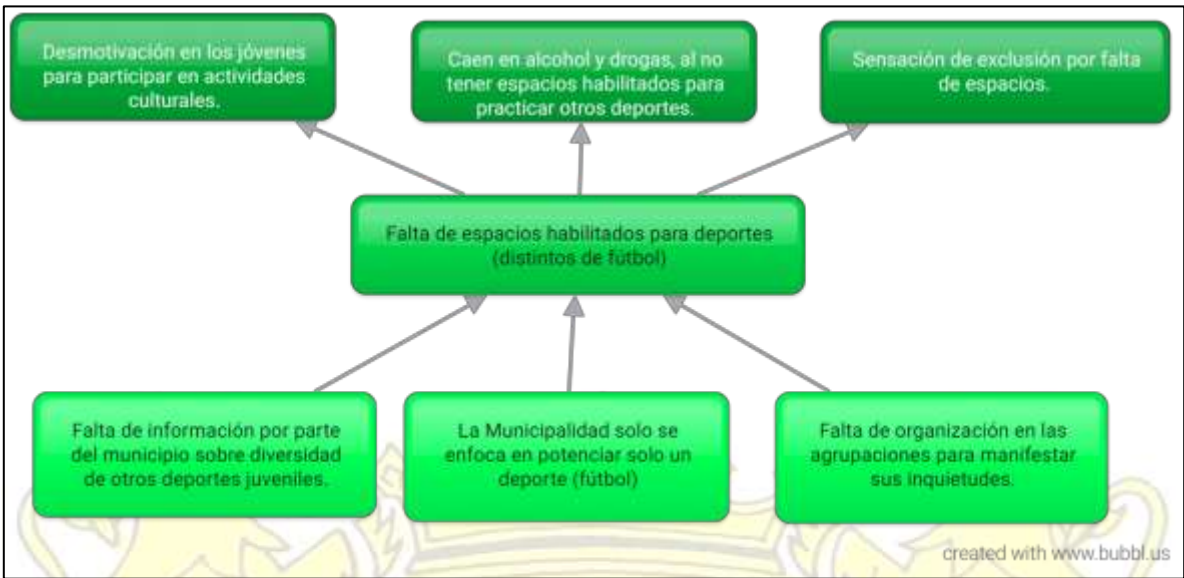 Desmotivación en los jóvenes
para participar en actividades
culturales.
Caen en alcohol y drogas, al no
tener espacios habilitados para
practicar otros deportes.
Sensación de exclusión por falta
de espacios.
Falta de espacios habilitados para deportes
(distintos de fútbol)
Falta de información por parte
del municipio sobre diversidad
de otros deportes juveniles.
La Municipalidad solo se
enfoca en potenciar solo un
deporte (fútbol)
Falta de organización en las
agrupaciones para manifestar
sus inquietudes.
created with www.bubbl.us